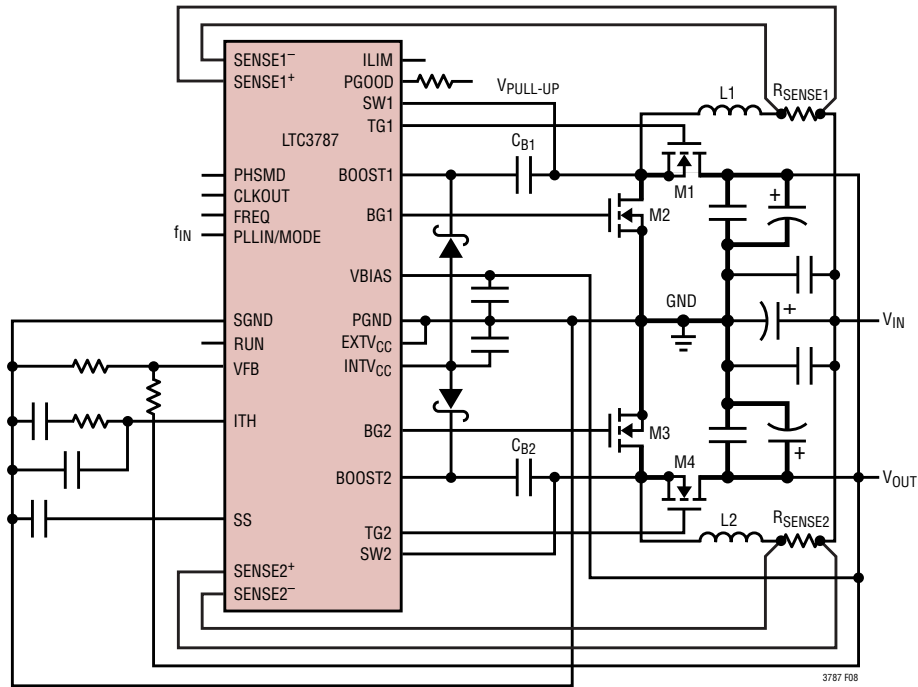 SENSE1–
SENSE1+
LTC3787
PHSMD
CLKOUT
FREQ
fIN
PLLIN/MODE
SGND
RUN
VFB
ITH
SS
SENSE2+
SENSE2–
ILIM
PGOOD
VPULL-UP
SW1
TG1
BOOST1
BG1
VBIAS
PGND
EXTVCC
INTVCC
BG2
BOOST2
TG2
SW2
CB1
CB2
L1
RSENSE1
M1
+
M2
GND
+
VIN
M3
M4
+
VOUT
L2
RSENSE2
3787 F08